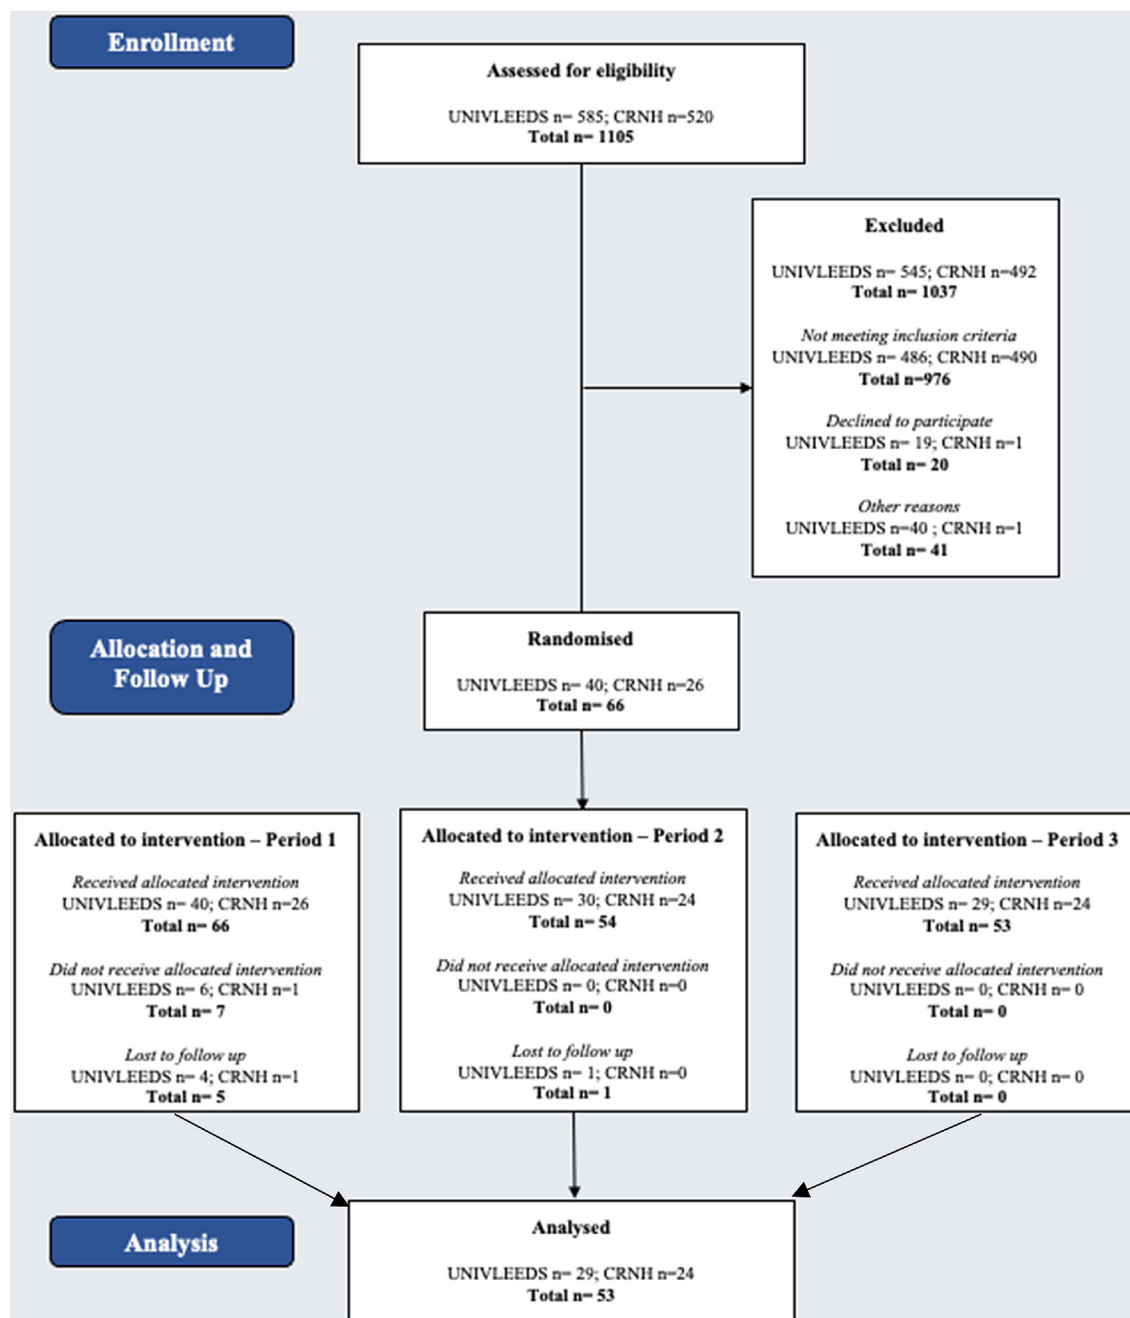 Enrollment
Assessed for eligibility
UNIVLEEDS n= 585; CRNH n=520
Total n= 1105
Excluded
UNIVLEEDS n= 545; CRNH n=492
Total n= 1037
Not meeting inclusion criteria
UNIVLEEDS n= 486; CRNH n=490
Total n=976
Declined to participate
UNIVLEEDS n= 19; CRNH n=1
Total n= 20
Other reasons
UNIVLEEDS n=40 ; CRNH n=1
Total n= 41
Allocation and
Follow Up
Randomised
UNIVLEEDS n= 40; CRNH n=26
Total n= 66
Allocated to intervention – Period 1
Received allocated intervention
UNIVLEEDS n= 40; CRNH n=26
Total n= 66
Did not receive allocated intervention
UNIVLEEDS n= 6; CRNH n=1
Total n= 7
Lost to follow up
UNIVLEEDS n= 4; CRNH n=1
Total n= 5
Allocated to intervention – Period 2
Received allocated intervention
UNIVLEEDS n= 30; CRNH n=24
Total n= 54
Did not receive allocated intervention
UNIVLEEDS n= 0; CRNH n=0
Total n= 0
Lost to follow up
UNIVLEEDS n= 1; CRNH n=0
Total n= 1
Allocated to intervention – Period 3
Received allocated intervention
UNIVLEEDS n= 29; CRNH n=24
Total n= 53
Did not receive allocated intervention
UNIVLEEDS n= 0; CRNH n= 0
Total n= 0
Lost to follow up
UNIVLEEDS n= 0; CRNH n= 0
Total n= 0
Analysis
Analysed
UNIVLEEDS n= 29; CRNH n=24
Total n= 53